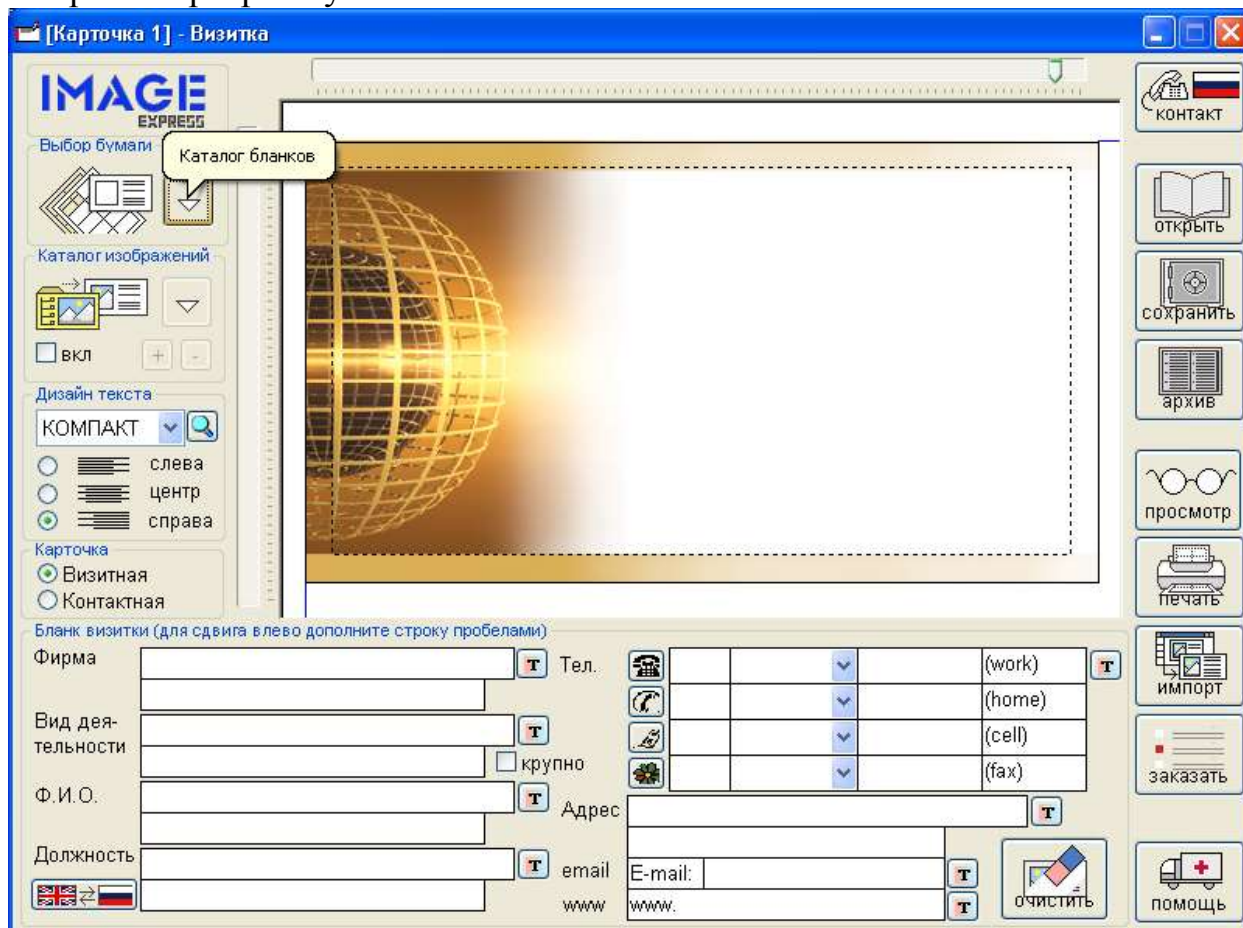 [Карточка 1] - Визитка
IMAGE
EXPRESS
контакт
Выбор бумаги
Каталог бланков
открыть
Каталог изображений
сохранить
вкл
+
-
Дизайн текста
КОМПАКТ
архив
слева
центр
справа
просмотр
Карточка
Визитная
Контактная
печать
Бланк визитки (для сдвига влево дополните строку пробелами)
Фирма
T
Тел.
(work)
T
импорт
(home)
Вид дея-
тельности
T
(cell)
крупно
(fax)
заказать
Ф.И.О.
T
Адрес
T
Должность
T
email
E-mail:
T
очистить
www
www.
T
помощь